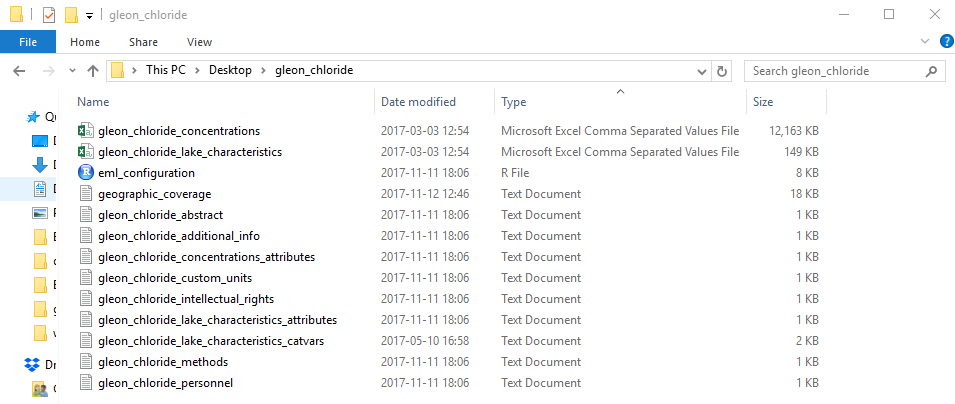 gleon_chloride
File Home Share View
This PC Desktop gleon_chloride Search gleon_chloride
Name Date modified Type Size
gleon_chloride_concentrations 2017-03-03 12:54 Microsoft Excel Comma Separated Values File 12,163 KB
gleon_chloride_lake_characteristics 2017-03-03 12:54 Microsoft Excel Comma Separated Values File 149 KB
eml_configuration 2017-11-11 18:06 R File 8 KB
geographic_coverage 2017-11-12 12:46 Text Document 18 KB
gleon_chloride_abstract 2017-11-11 18:06 Text Document 1 KB
gleon_chloride_additional_info 2017-11-11 18:06 Text Document 1 KB
gleon_chloride_concentrations_attributes 2017-11-11 18:06 Text Document 1 KB
gleon_chloride_custom_units 2017-11-11 18:06 Text Document 1 KB
gleon_chloride_intellectual_rights 2017-11-11 18:06 Text Document 1 KB
gleon_chloride_lake_characteristics_attributes 2017-11-11 18:06 Text Document 1 KB
gleon_chloride_lake_characteristics_catvars 2017-05-10 16:58 Text Document 2 KB
gleon_chloride_methods 2017-11-11 18:06 Text Document 1 KB
gleon_chloride_personnel 2017-11-11 18:06 Text Document 1 KB